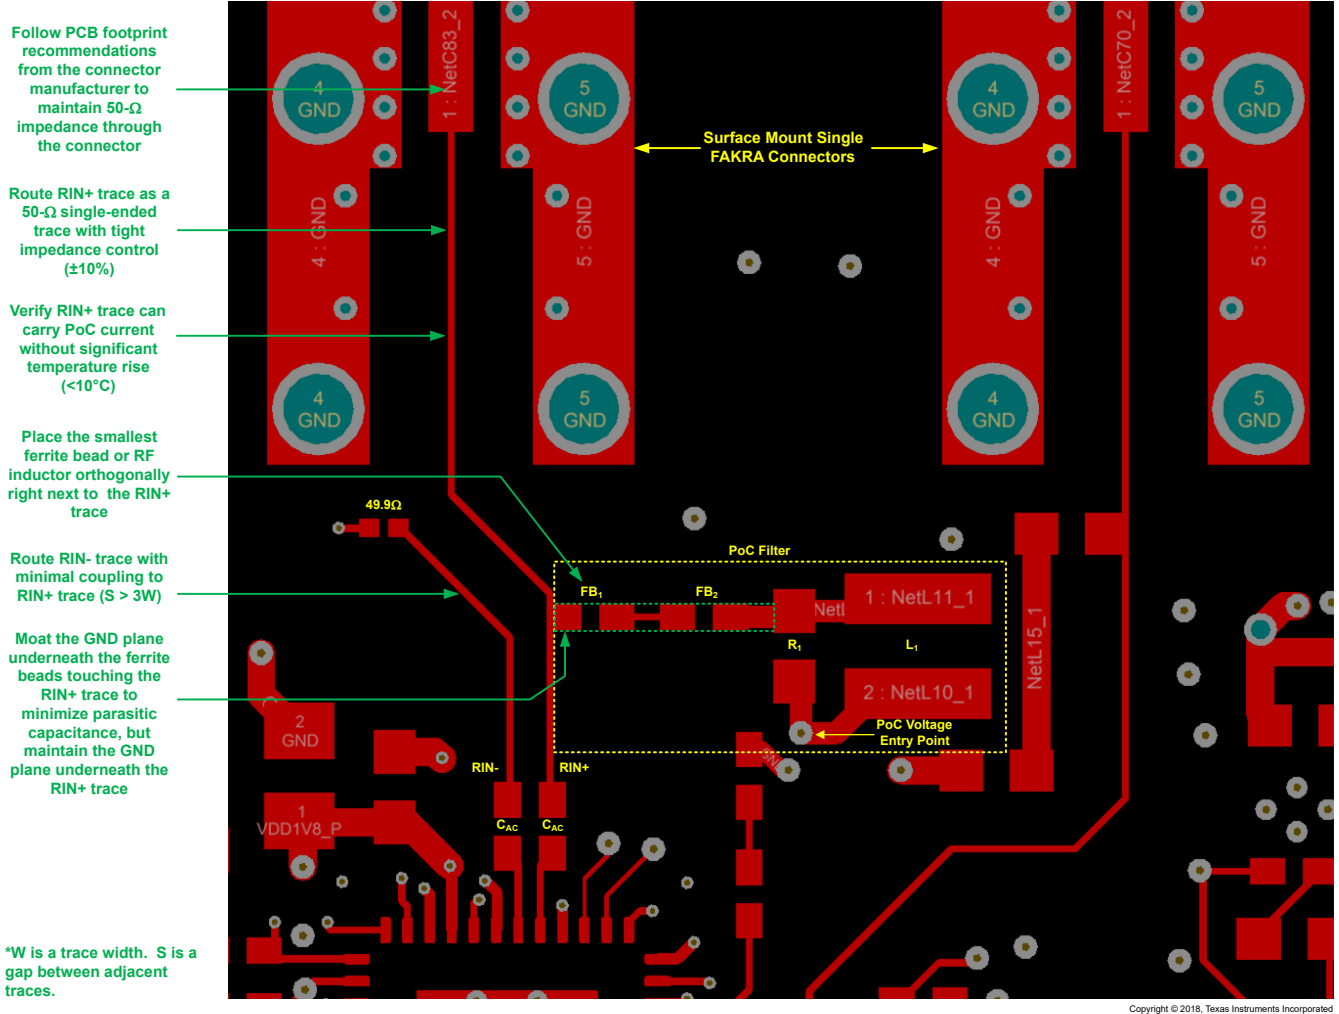 Follow PCB footprint
recommendations
from the connector
manufacturer to
maintain 50-Ω
impedance through
the connector
Route RIN+ trace as a
50-Ω single-ended
trace with tight
impedance control
(±10%)
Verify RIN+ trace can
carry PoC current
without significant
temperature rise
(<10°C)
Place the smallest
ferrite bead or RF
inductor orthogonally
right next to the RIN+
trace
Route RIN- trace with
minimal coupling to
RIN+ trace (S > 3W)
Moat the GND plane
underneath the ferrite
beads touching the
RIN+ trace to
minimize parasitic
capacitance, but
maintain the GND
plane underneath the
RIN+ trace
*W is a trace width. S is a
gap between adjacent
traces.
4
GND
1 : NetC83_2
5
GND
Surface Mount Single
FAKRA Connectors
4
GND
1 : NetC70_2
5
GND
4 : GND
5 : GND
4 : GND
5 : GND
4
GND
5
GND
4
GND
5
GND
49.9Ω
PoC Filter
FB1
FB2
NetL
1 : NetL11_1
R1
L1
NetL15_1
2 : NetL10_1
PoC Voltage
Entry Point
2
GND
RIN-
RIN+
1
VDD1V8_P
CAC
CAC
Copyright © 2018, Texas Instruments Incorporated